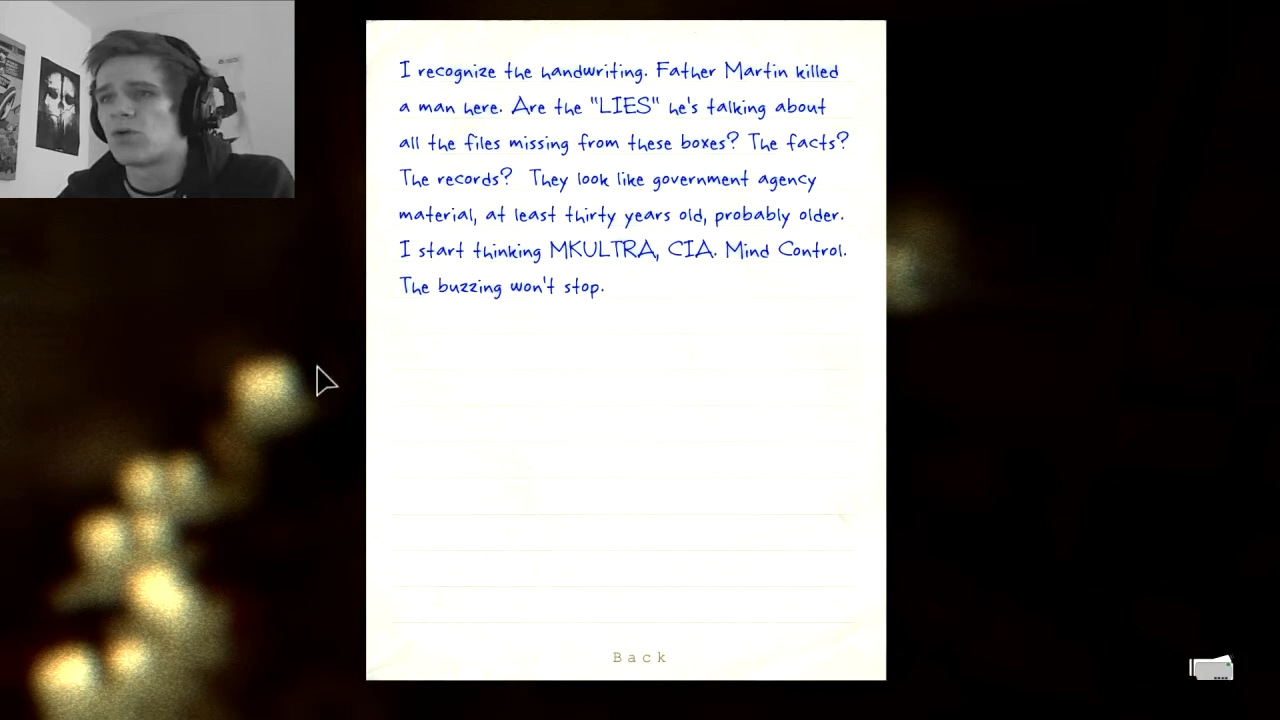 I recognize the handwriting. Father Martin killed
a man here. Are the "LIES" he's talking about
all the files missing from these boxes? The facts?
The records? They look like government agency
material, at least thirty years old, probably older.
I start thinking MKULTRA, CIA. Mind Control.
The buzzing won't stop.
Back